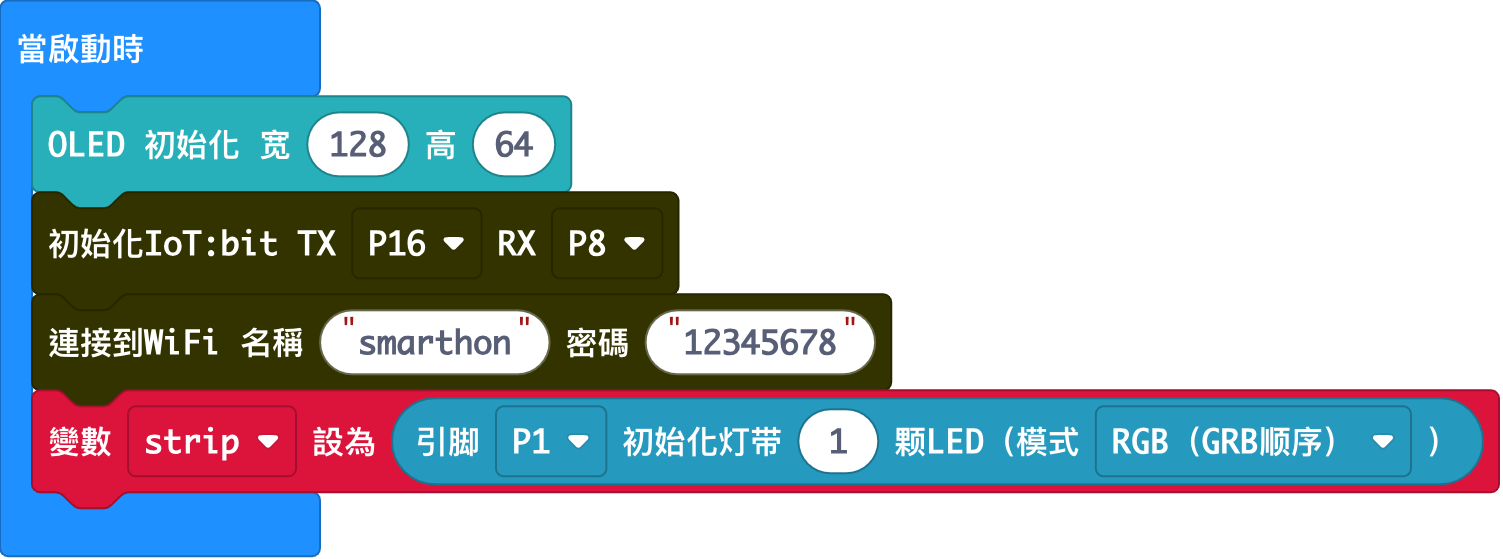 當啟動時
OLED 初始化 宽 128 高 64
初始化IoT:bit TX P16 RX P8
連接到WiFi 名稱 "smarthon" 密碼 "12345678"
變數 strip 設為 引脚 P1 初始化灯带 1 颗LED（模式 RGB（GRB顺序） ）